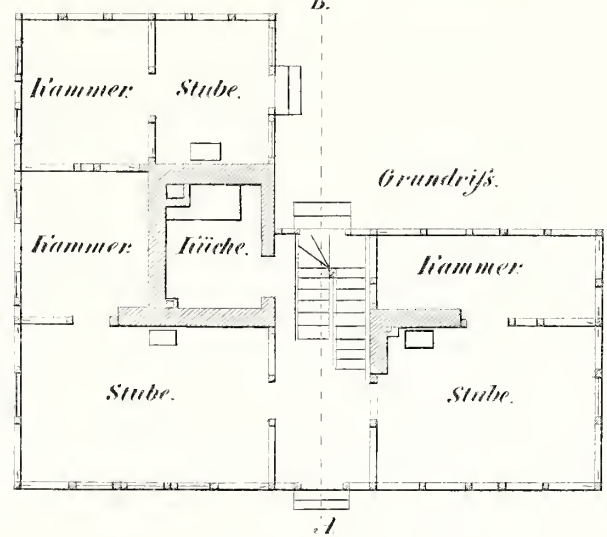 B.
Kammer.
Stube.
Grundriſs.
Kammer.
Küche.
Kammer.
Stube.
Stube.
A.